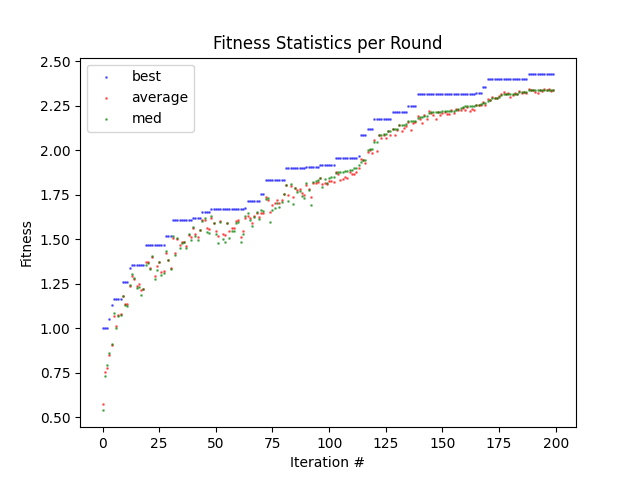 Fitness Statistics per Round
best
average
med
2.50
2.25
2.00
1.75
1.50
1.25
1.00
0.75
0.50
Fitness
0 25 50 75 100 125 150 175 200
Iteration #